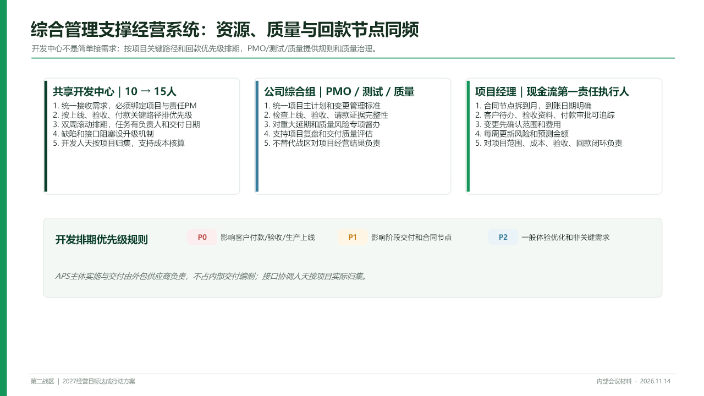 综合管理支撑经营系统：资源、质量与回款节点同频
开发中心不是简单接需求；按项目关键路径和回款优先级排期，PMO/测试/质量提供规则和质量治理。
共享开发中心｜10 → 15人
1. 统一接收需求，必须绑定项目与责任PM
2. 按上线、验收、付款关键路径排优先级
3. 双周滚动排期，任务有负责人和交付日期
4. 缺陷和接口阻塞设升级机制
5. 开发人天按项目归集，支持成本核算
公司综合组｜PMO / 测试 / 质量
1. 统一项目主计划和变更管理标准
2. 检查上线、验收、请款证据完整性
3. 对重大延期和质量风险专项督办
4. 支持项目复盘和交付质量评估
5. 不替代战区对项目经营结果负责
项目经理｜现金流第一责任执行人
1. 合同节点拆到月，到账日期明确
2. 客户待办、验收资料、付款审批可追踪
3. 变更先确认范围和费用
4. 每周更新风险和预测金额
5. 对项目范围、成本、验收、回款闭环负责
开发排期优先级规则
P0 影响客户付款/验收/生产上线
P1 影响阶段交付和合同节点
P2 一般体验优化和非关键需求
APS主体实施与交付由外包供应商负责，不占内部交付编制；接口协调人天按项目实际归集。
第二战区 | 2027经营目标达成行动方案
内部会议材料 · 2026.11.14